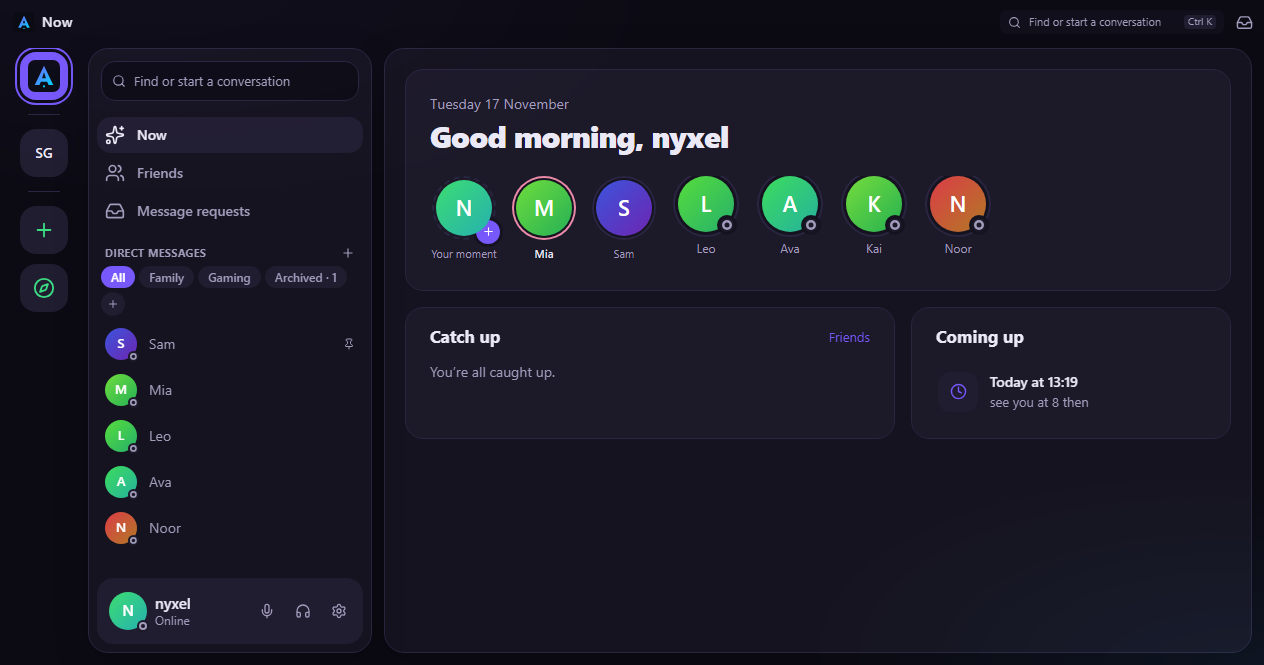 Now
Find or start a conversation
Ctrl K
SG
Find or start a conversation
Now
Friends
Message requests
DIRECT MESSAGES
All
Family
Gaming
Archived · 1
S
Sam
M
Mia
L
Leo
A
Ava
N
Noor
N
nyxel
Online
Tuesday 17 November
Good morning, nyxel
N
M
S
L
A
K
N
Your moment
Mia
Sam
Leo
Ava
Kai
Noor
Catch up
Friends
You’re all caught up.
Coming up
Today at 13:19
see you at 8 then